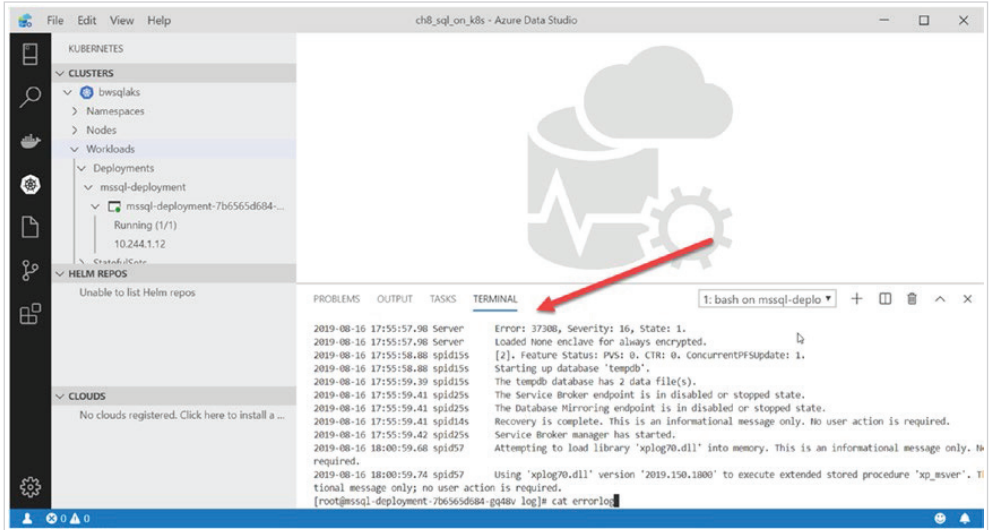 File Edit View Help
ch8_sql_on_k8s - Azure Data Studio
KUBERNETES
CLUSTERS
bwsqlaks
Namespaces
Nodes
Workloads
Deployments
mssql-deployment
mssql-deployment-7b6565d684-...
Running (1/1)
10.244.1.12
StatefulSets
HELM REPOS
Unable to list Helm repos
CLOUDS
No clouds registered. Click here to install a ...
PROBLEMS OUTPUT TASKS TERMINAL
1: bash on mssql-deplo
2019-08-16 17:55:57.98 Server Error: 37308, Severity: 16, State: 1.
2019-08-16 17:55:57.98 Server Loaded None enclave for always encrypted.
2019-08-16 17:55:58.88 spid15s [2]. Feature Status: PVS: 0. CTR: 0. ConcurrentPFSUpdate: 1.
2019-08-16 17:55:58.88 spid15s Starting up database 'tempdb'.
2019-08-16 17:55:59.39 spid15s The tempdb database has 2 data file(s).
2019-08-16 17:55:59.41 spid25s The Service Broker endpoint is in disabled or stopped state.
2019-08-16 17:55:59.41 spid25s The Database Mirroring endpoint is in disabled or stopped state.
2019-08-16 17:55:59.41 spid14s Recovery is complete. This is an informational message only. No user action is required.
2019-08-16 17:55:59.42 spid25s Service Broker manager has started.
2019-08-16 18:00:59.68 spid57 Attempting to load library 'xplog70.dll' into memory. This is an informational message only. N
required.
2019-08-16 18:00:59.74 spid57 Using 'xplog70.dll' version '2019.150.1800' to execute extended stored procedure 'xp_msver'. T
tional message only; no user action is required.
[root@mssql-deployment-7b6565d684-gq48v log]# cat errorlog
0 0